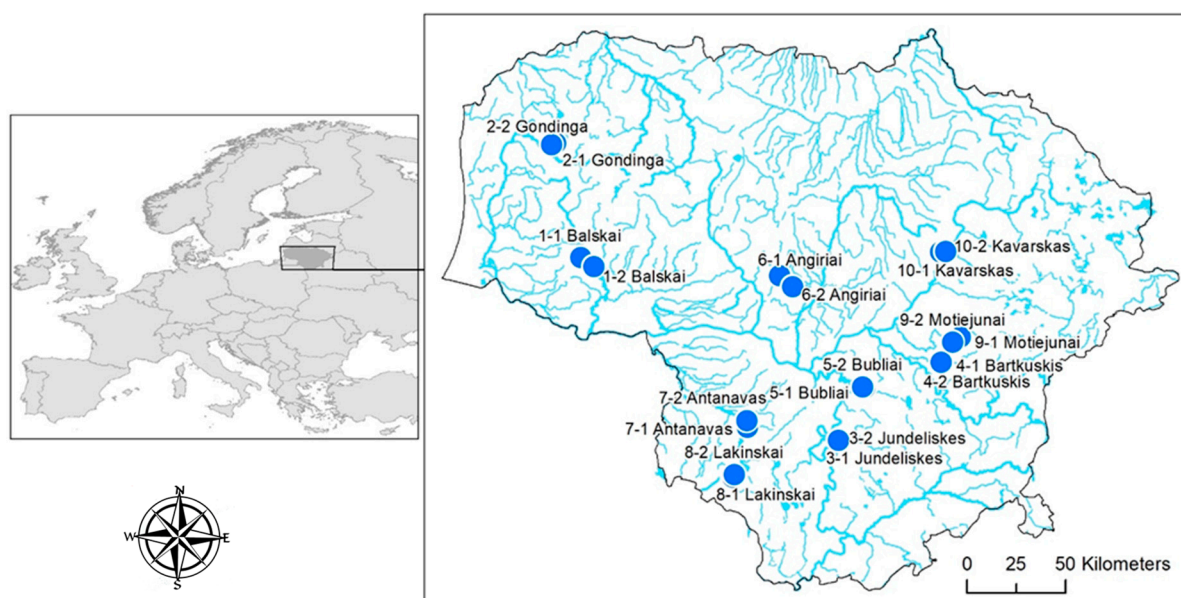 2-2 Gondinga
2-1 Gondinga
1-1 Balskai
1-2 Balskai
6-1 Angiriai
6-2 Angiriai
10-2 Kavarskas
10-1 Kavarskas
9-2 Motiejunai
9-1 Motiejunai
4-1 Bartkuskis
4-2 Bartkuskis
5-2 Bubliai
5-1 Bubliai
7-2 Antanavas
7-1 Antanavas
3-2 Jundeliskes
3-1 Jundeliskes
8-2 Lakinskai
8-1 Lakinskai
N
W E
S
0 25 50 Kilometers